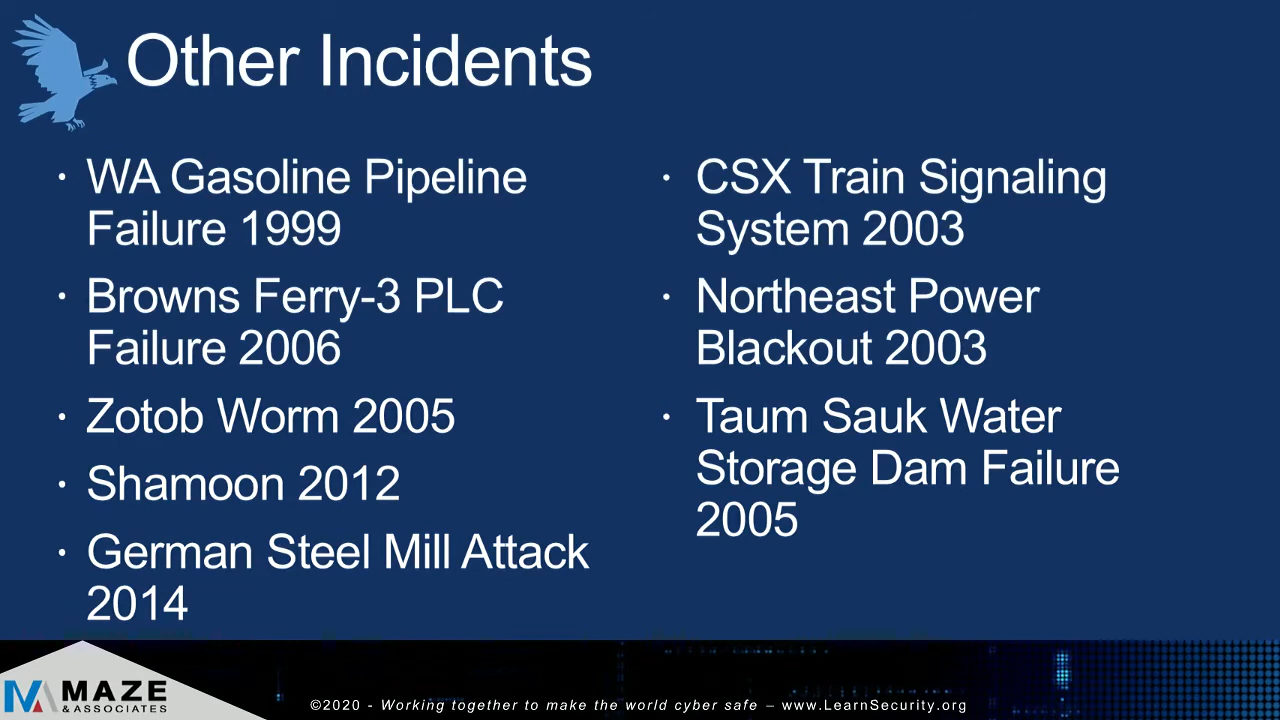 Other Incidents
· WA Gasoline Pipeline
Failure 1999
· Browns Ferry-3 PLC
Failure 2006
· Zotob Worm 2005
· Shamoon 2012
· German Steel Mill Attack
2014
· CSX Train Signaling
System 2003
· Northeast Power
Blackout 2003
· Taum Sauk Water
Storage Dam Failure
2005
MAZE
& ASSOCIATES
©2020 - Working together to make the world cyber safe – www.LearnSecurity.org